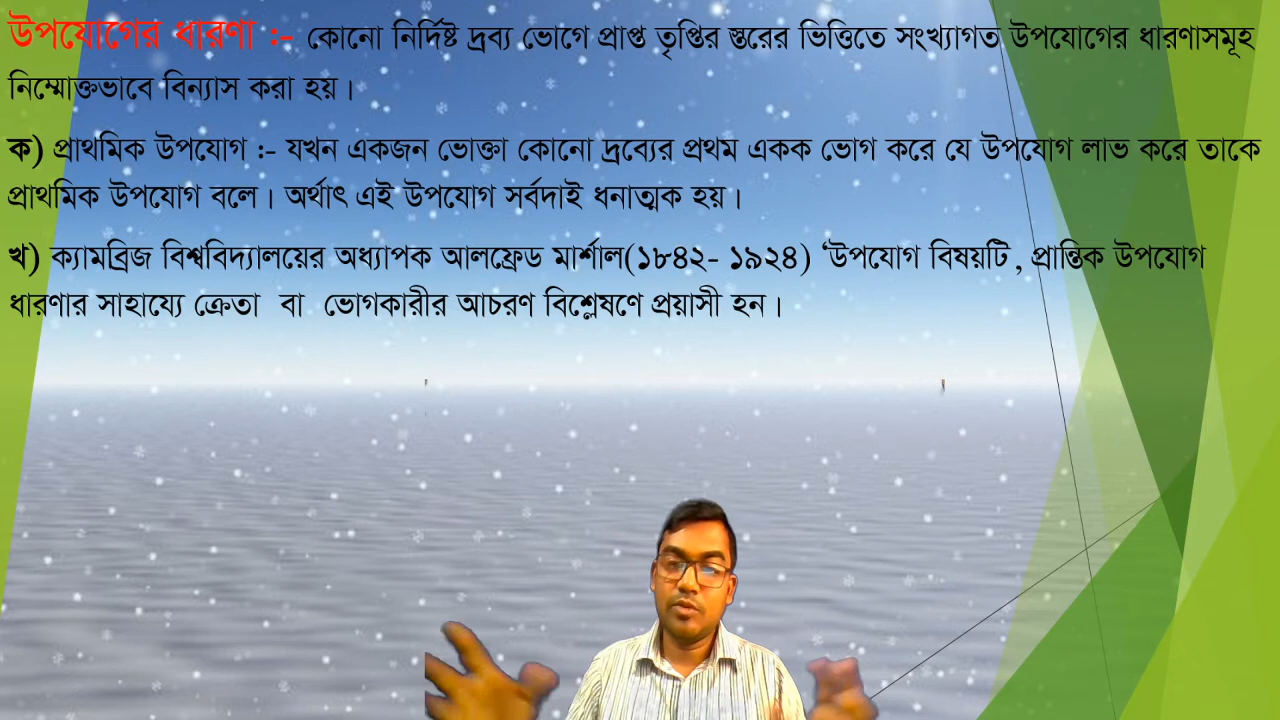 উপযোগের ধারণা :- কোনো নির্দিষ্ট দ্রব্য ভোগে প্রাপ্ত তৃপ্তির স্তরের ভিত্তিতে সংখ্যাগত উপযোগের ধারণাসমূহ
নিম্মোক্তভাবে বিন্যাস করা হয়।
ক) প্রাথমিক উপযোগ :- যখন একজন ভোক্তা কোনো দ্রব্যের প্রথম একক ভোগ করে যে উপযোগ লাভ করে তাকে
প্রাথমিক উপযোগ বলে। অর্থাৎ এই উপযোগ সর্বদাই ধনাত্মক হয়।
খ) ক্যামব্রিজ বিশ্ববিদ্যালয়ের অধ্যাপক আলফ্রেড মার্শাল(১৮৪২- ১৯২৪) ‘উপযোগ বিষয়টি, প্রান্তিক উপযোগ
ধারণার সাহায্যে ক্রেতা বা ভোগকারীর আচরণ বিশ্লেষণে প্রয়াসী হন।